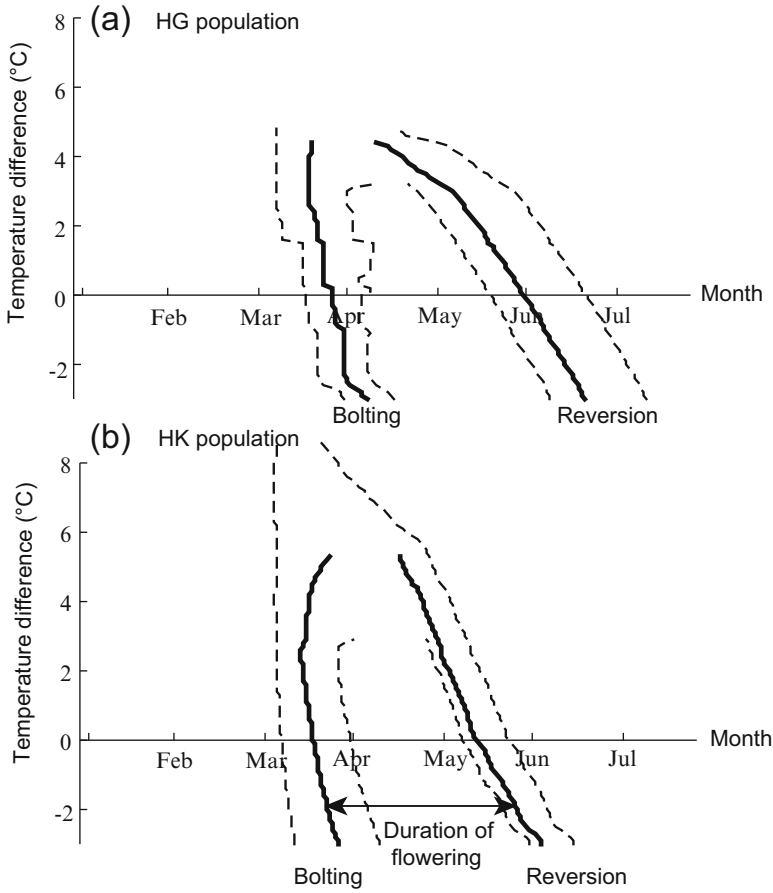 (a) HG population
Temperature difference (°C)
8
6
4
2
0
-2
Feb Mar Apr May Jun Jul
Month
Bolting Reversion
(b) HK population
Temperature difference (°C)
8
6
4
2
0
-2
Feb Mar Apr May Jun Jul
Month
Duration of
flowering
Bolting Reversion